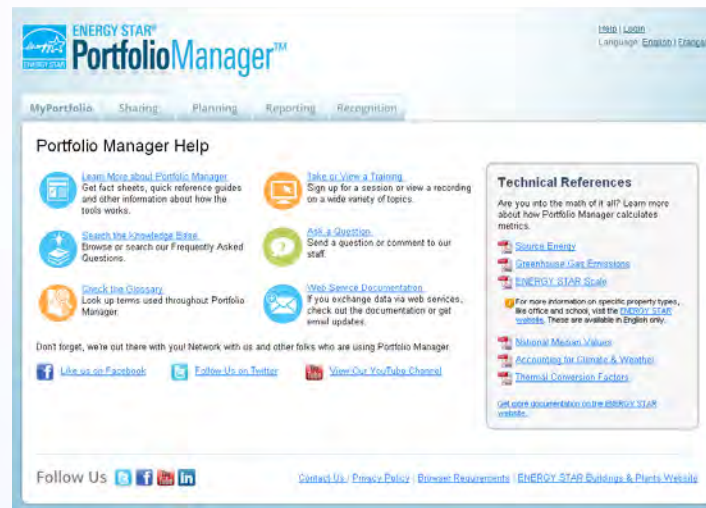 ENERGY STAR®
PortfolioManager™
ENERGY STAR
Help | Login
Language: English | Français
MyPortfolio Sharing Planning Reporting Recognition
Portfolio Manager Help
Learn More about Portfolio Manager
Get fact sheets, quick reference guides
and other information about how the
tools works.
Take or View a Training
Sign up for a session or view a recording
on a wide variety of topics.
Search the Knowledge Base
Browse or search our Frequently Asked
Questions.
Ask a Question
Send a question or comment to our
staff.
Check the Glossary
Look up terms used throughout Portfolio
Manager.
Web Service Documentation
If you exchange data via web services,
check out the documentation or get
email updates.
Don't forget, we're out there with you! Network with us and other folks who are using Portfolio Manager.
Like us on Facebook
Follow Us on Twitter
View Our YouTube Channel
Technical References
Are you into the math of it all? Learn more
about how Portfolio Manager calculates
metrics.
Source Energy
Greenhouse Gas Emissions
ENERGY STAR Scale
For more information on specific property types,
like office and school, visit the ENERGY STAR
website. These are available in English only.
National Median Values
Accounting for Climate & Weather
Thermal Conversion Factors
Get more documentation on the ENERGY STAR
website.
Follow Us
Contact Us | Privacy Policy | Browser Requirements | ENERGY STAR Buildings & Plants Website